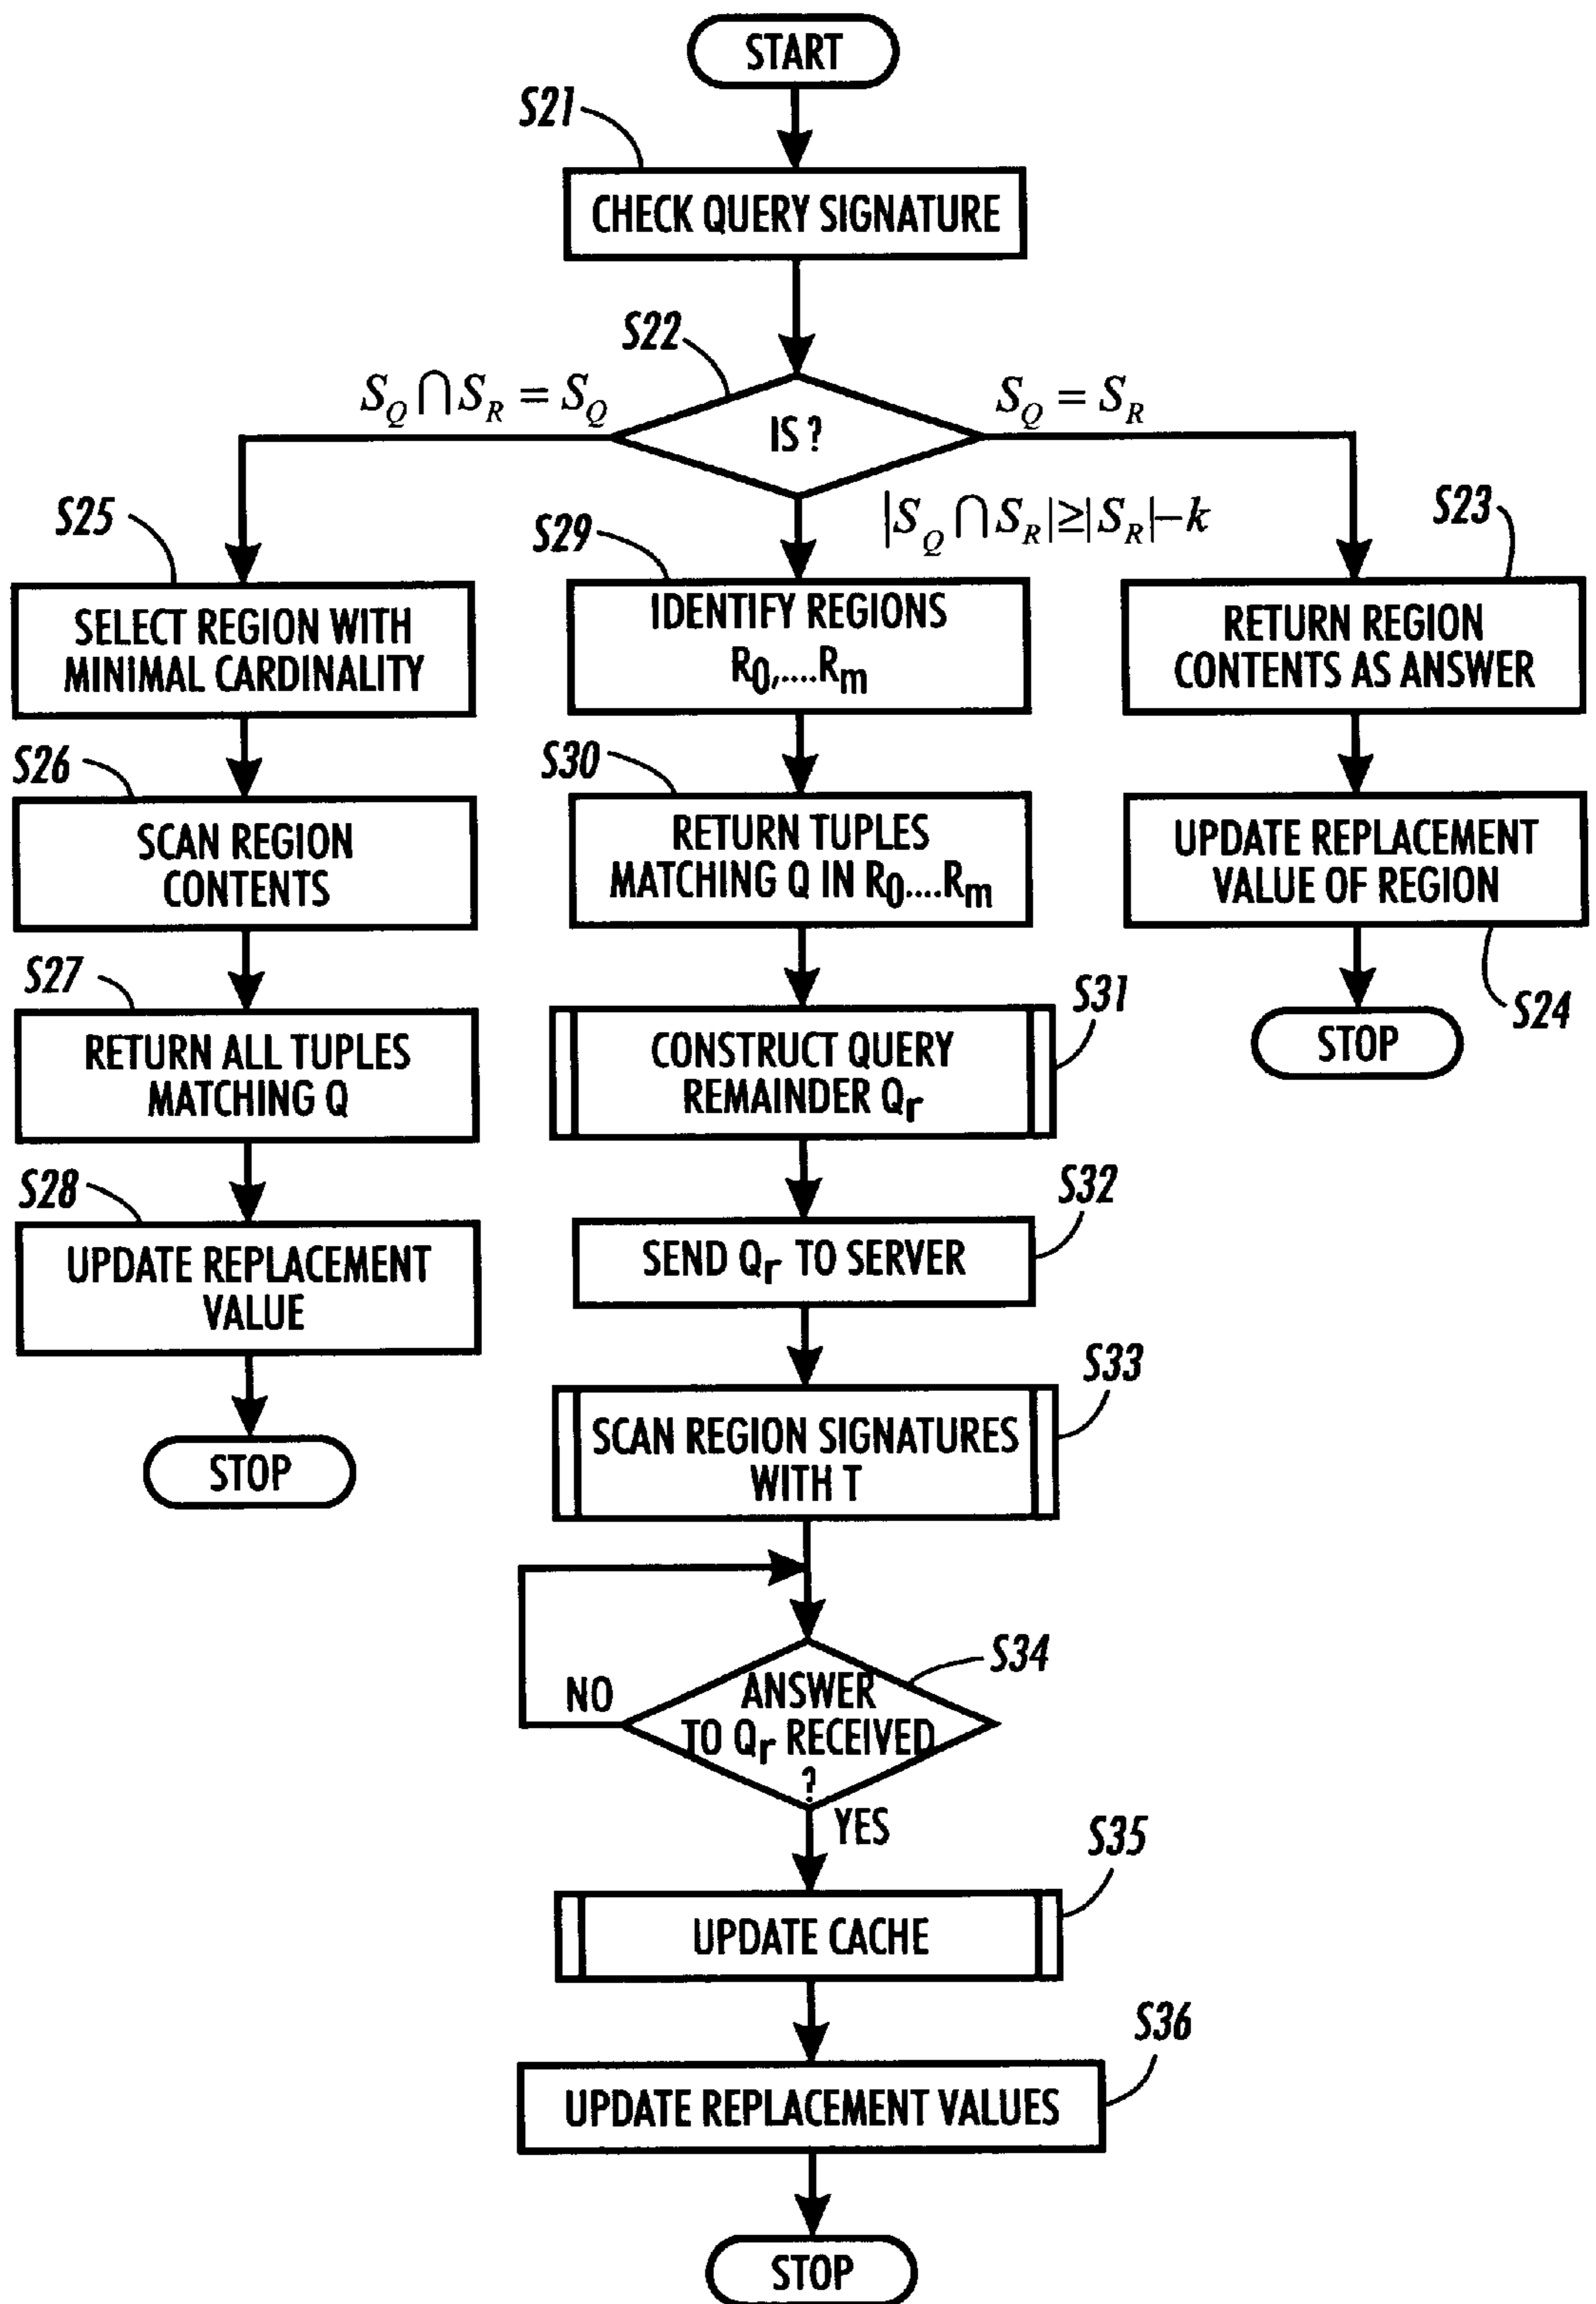 START
S21
CHECK QUERY SIGNATURE
S22
S_Q ∩ S_R = S_Q
IS ?
S_Q = S_R
|S_Q ∩ S_R| ≥ |S_R| – k
S25
SELECT REGION WITH
MINIMAL CARDINALITY
S29
IDENTIFY REGIONS
R0,....Rm
S23
RETURN REGION
CONTENTS AS ANSWER
S26
SCAN REGION
CONTENTS
S30
RETURN TUPLES
MATCHING Q IN R0....Rm
UPDATE REPLACEMENT
VALUE OF REGION
S24
STOP
S27
RETURN ALL TUPLES
MATCHING Q
S31
CONSTRUCT QUERY
REMAINDER Qr
S28
UPDATE REPLACEMENT
VALUE
STOP
S32
SEND Qr TO SERVER
S33
SCAN REGION SIGNATURES
WITH T
S34
ANSWER
TO Qr RECEIVED
?
NO
YES
S35
UPDATE CACHE
S36
UPDATE REPLACEMENT VALUES
STOP